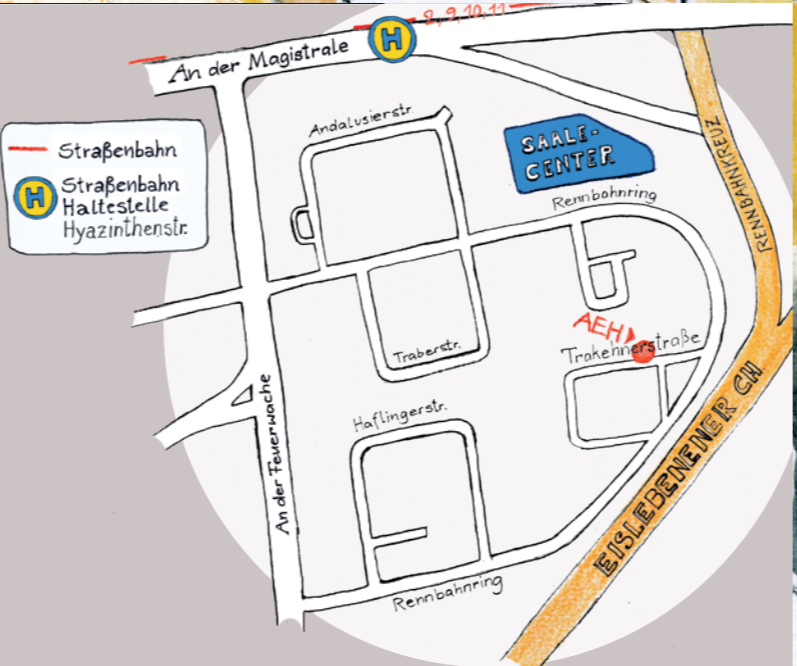 8, 9, 10, 11
H
An der Magistrale
Andalusierstr.
SAALE-
CENTER
RENNBAHNKREUZ
Straßenbahn
H
Straßenbahn
Haltestelle
Hyazinthenstr.
Rennbahnring
AEH
Trakehnerstraße
Traberstr.
An der Feuerwache
Haflingerstr.
EISLEBENENER CH
Rennbahnring